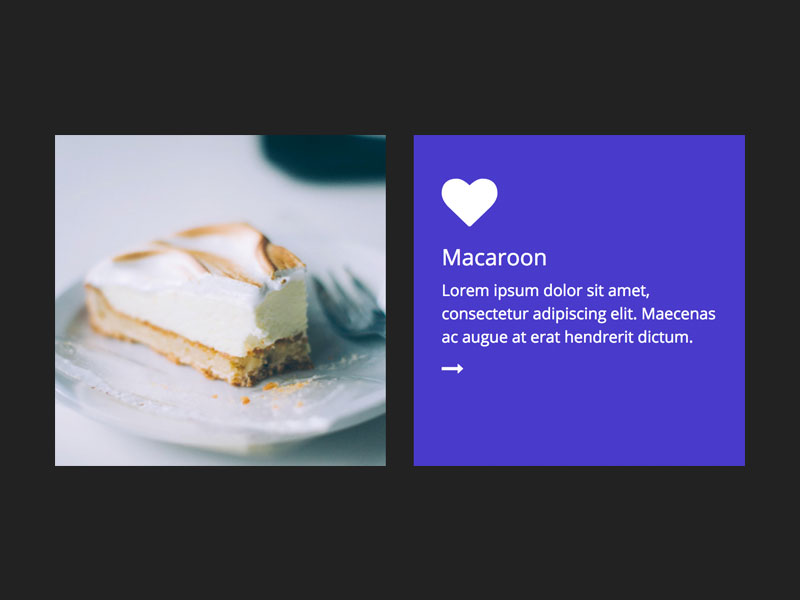 Macaroon
Lorem ipsum dolor sit amet,
consectetur adipiscing elit. Maecenas
ac augue at erat hendrerit dictum.